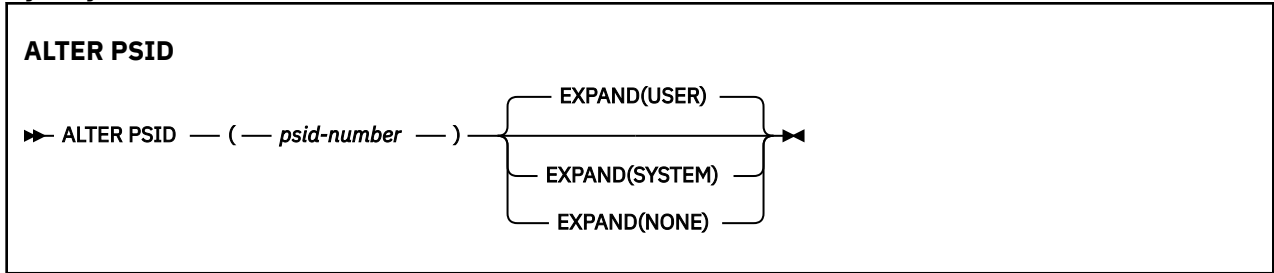 ALTER PSID
EXPAND(USER)
ALTER PSID ( psid-number )
EXPAND(SYSTEM)
EXPAND(NONE)